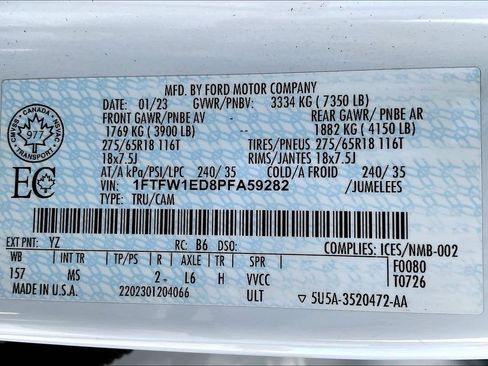 MFD. BY FORD MOTOR COMPANY
DATE: 01/23 GVWR/PNBV: 3334 KG ( 7350 LB)
FRONT GAWR/PNBE AV REAR GAWR/ PNBE AR
1769 KG ( 3900 LB) 1882 KG ( 4150 LB)
275/65R18 116T TIRES/PNEUS 275/65R18 116T
18x7.5J RIMS/JANTES 18x7.5J
AT/A kPa/PSI/LPC 240/ 35 COLD/A FROID 240/ 35
VIN: 1FTFW1ED8PFA59282 /JUMELEES
TYPE: TRU/CAM
CANADA
CMVSS NSVAC
977
TRANSPORT
EC
EXT PNT: YZ RC: B6 DSO: COMPLIES: ICES/NMB-002
WB INT TR TP/PS R AXLE TR SPR F0080
157 MS 2- L6 H VVCC T0726
MADE IN U.S.A. 2202301204066 ULT 5U5A-3520472-AA